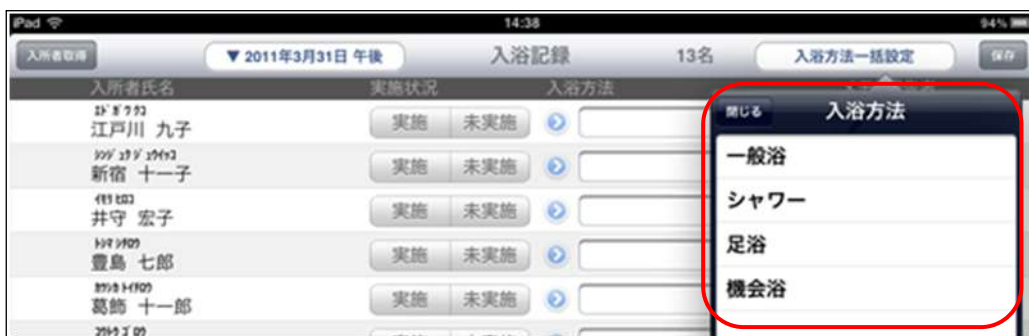 iPad 14:38 94%
入所者取得 ▼ 2011年3月31日 午後 入浴記録 13名 入浴方法一括設定 保存
入所者氏名 実施状況 入浴方法
閉じる 入浴方法
江戸川 九子 実施 未実施
一般浴
新宿 十一子 実施 未実施
シャワー
イモリ ヒロコ
井守 宏子 実施 未実施
足浴
豊島 七郎 実施 未実施
機会浴
葛飾 十一郎 実施 未実施